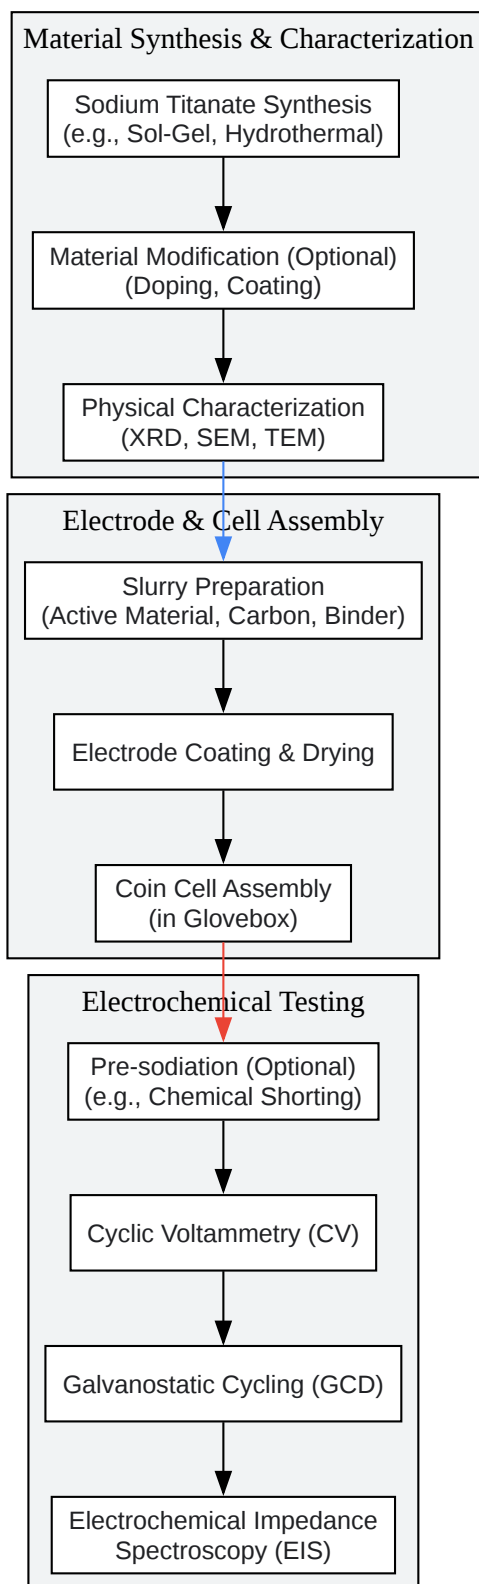 Material Synthesis & Characterization
Sodium Titanate Synthesis
(e.g., Sol-Gel, Hydrothermal)
Material Modification (Optional)
(Doping, Coating)
Physical Characterization
(XRD, SEM, TEM)
Electrode & Cell Assembly
Slurry Preparation
(Active Material, Carbon, Binder)
Electrode Coating & Drying
Coin Cell Assembly
(in Glovebox)
Electrochemical Testing
Pre-sodiation (Optional)
(e.g., Chemical Shorting)
Cyclic Voltammetry (CV)
Galvanostatic Cycling (GCD)
Electrochemical Impedance
Spectroscopy (EIS)